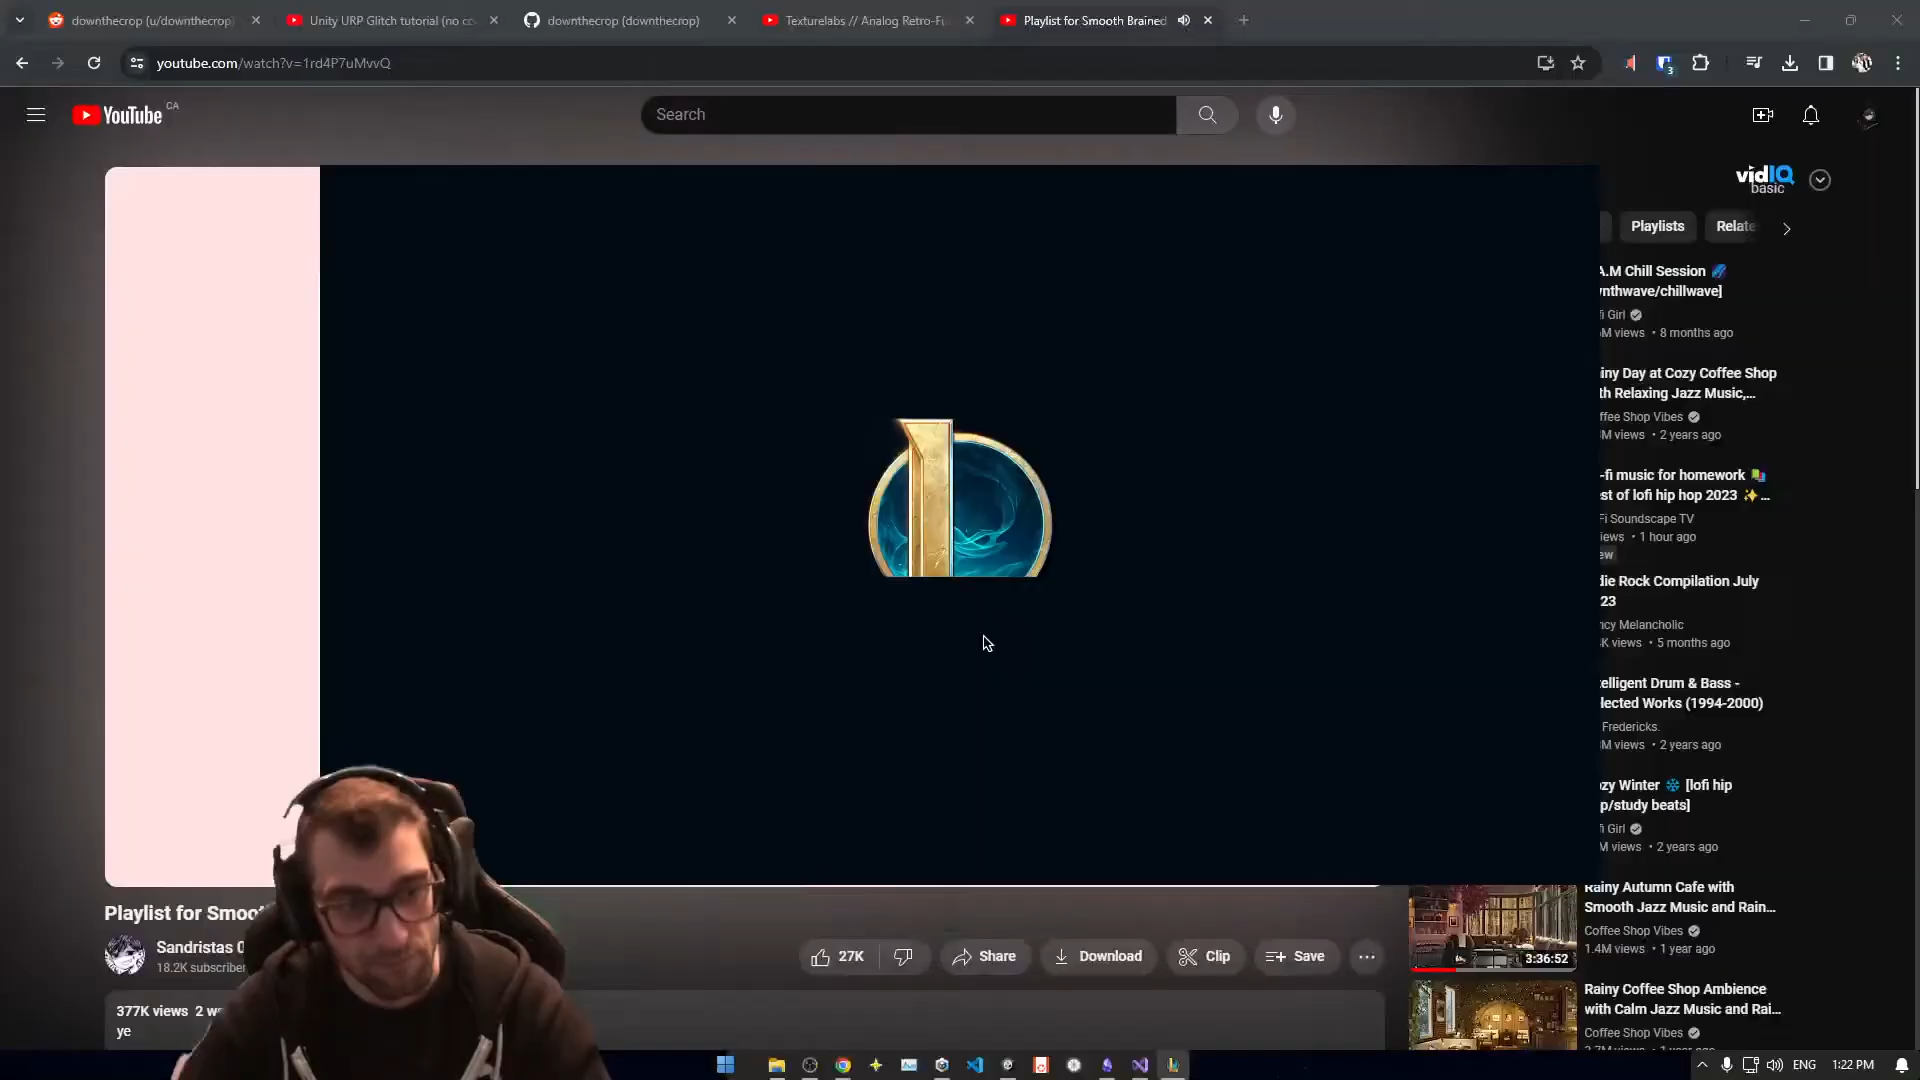 downthecrop (u/downthecrop)
Unity URP Glitch tutorial (no co
downthecrop (downthecrop)
Texturelabs // Analog Retro-Fu
Playlist for Smooth Brained
youtube.com/watch?v=1rd4P7uMvvQ
3
YouTube CA
Search
vidIQ
basic
Playlists
Relate
A.M Chill Session
nthwave/chillwave]
fi Girl
M views • 8 months ago
iny Day at Cozy Coffee Shop
th Relaxing Jazz Music,...
ffee Shop Vibes
M views • 2 years ago
-fi music for homework
est of lofi hip hop 2023 ...
Fi Soundscape TV
iews • 1 hour ago
ew
die Rock Compilation July
23
ncy Melancholic
K views • 5 months ago
telligent Drum & Bass -
lected Works (1994-2000)
Fredericks.
M views • 2 years ago
ozy Winter [lofi hip
p/study beats]
fi Girl
M views • 2 years ago
Rainy Autumn Cafe with
Smooth Jazz Music and Rain...
Coffee Shop Vibes
1.4M views • 1 year ago
3:36:52
Rainy Coffee Shop Ambience
with Calm Jazz Music and Rai...
Coffee Shop Vibes
Playlist for Smoo
Sandristas 0
18.2K subscriber
27K
Share
Download
Clip
Save
377K views 2 w
ye
ENG
1:22 PM